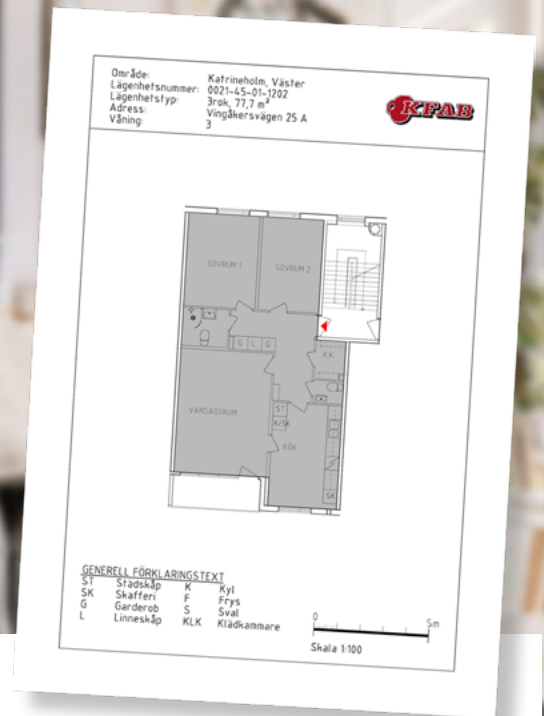 Område: Katrineholm, Väster
Lägenhetsnummer: 0021-45-01-1202
Lägenhetstyp: 3rok, 77,7 m²
Adress: Vingåkersvägen 25 A
Våning: 3
KFAB
SOVRUM 1
SOVRUM 2
G L G
VARDAGSRUM
ST
K/SK
KÖK
SK
GENERELL FÖRKLARINGSTEXT
ST Städskåp K Kyl
SK Skafferi F Frys
G Garderob S Sval
L Linneskåp KLK Klädkammare
0 5m
Skala 1:100